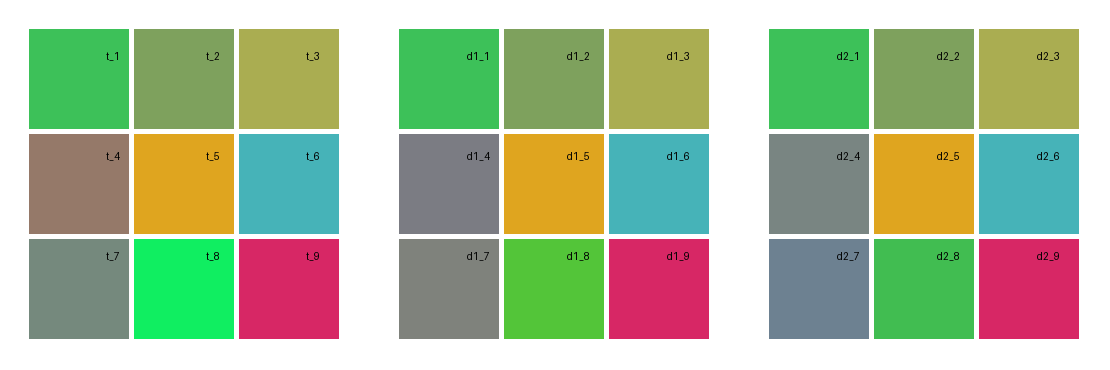 t_1 t_2 t_3 d1_1 d1_2 d1_3 d2_1 d2_2 d2_3
t_4 t_5 t_6 d1_4 d1_5 d1_6 d2_4 d2_5 d2_6
t_7 t_8 t_9 d1_7 d1_8 d1_9 d2_7 d2_8 d2_9